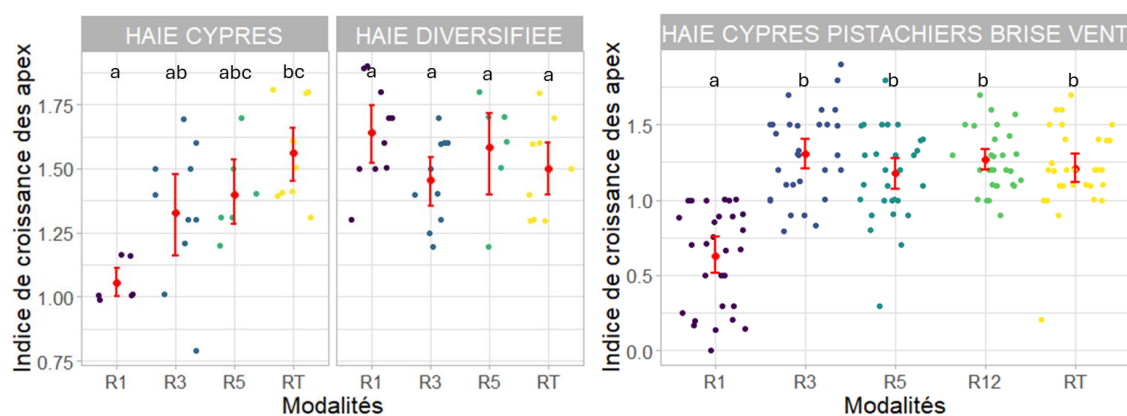 HAIE CYPRES
HAIE DIVERSIFIEE
a ab abc bc
a a a a
Indice de croissance des apex
1.75
1.50
1.25
1.00
0.75
R1 R3 R5 RT
R1 R3 R5 RT
Modalités
HAIE CYPRES PISTACHIERS BRISE VENT
a b b b b
Indice de croissance des apex
1.5
1.0
0.5
0.0
R1 R3 R5 R12 RT
Modalités